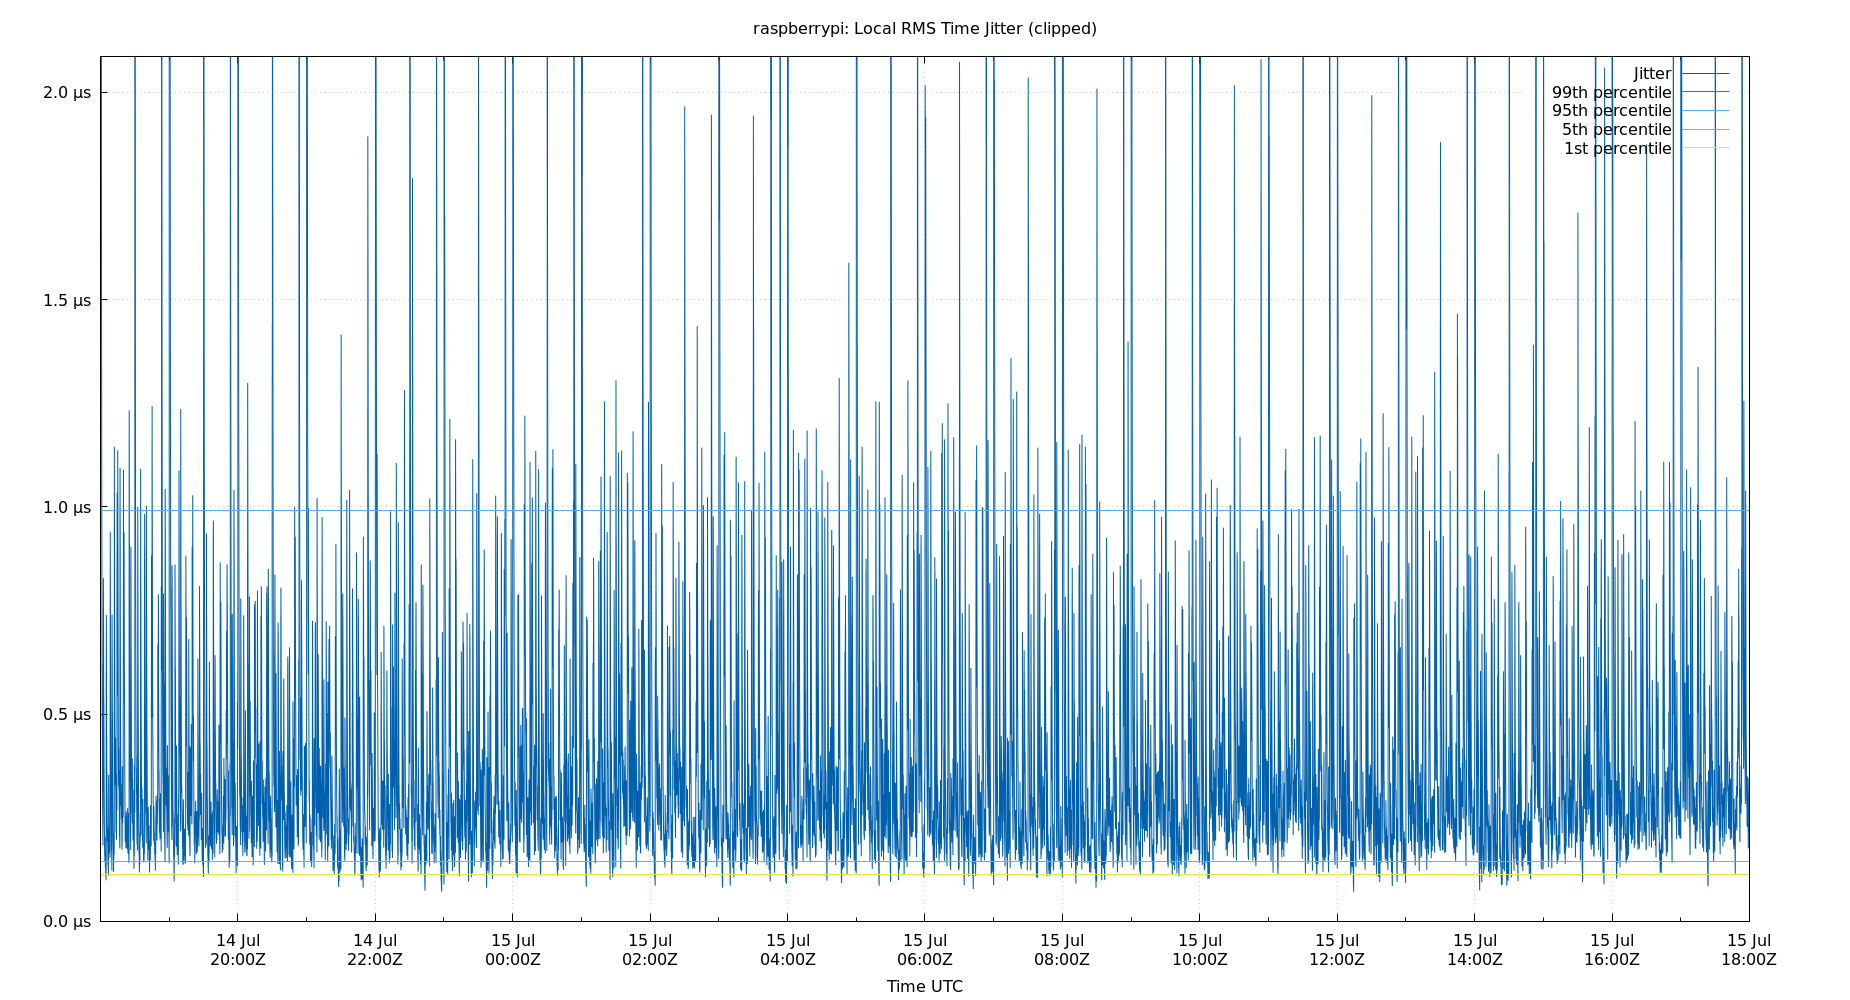 raspberrypi: Local RMS Time Jitter (clipped)
2.0 µs
1.5 µs
1.0 µs
0.5 µs
0.0 µs
Jitter
99th percentile
95th percentile
5th percentile
1st percentile
14 Jul 14 Jul 15 Jul 15 Jul 15 Jul 15 Jul 15 Jul 15 Jul 15 Jul 15 Jul 15 Jul 15 Jul
20:00Z 22:00Z 00:00Z 02:00Z 04:00Z 06:00Z 08:00Z 10:00Z 12:00Z 14:00Z 16:00Z 18:00Z
Time UTC